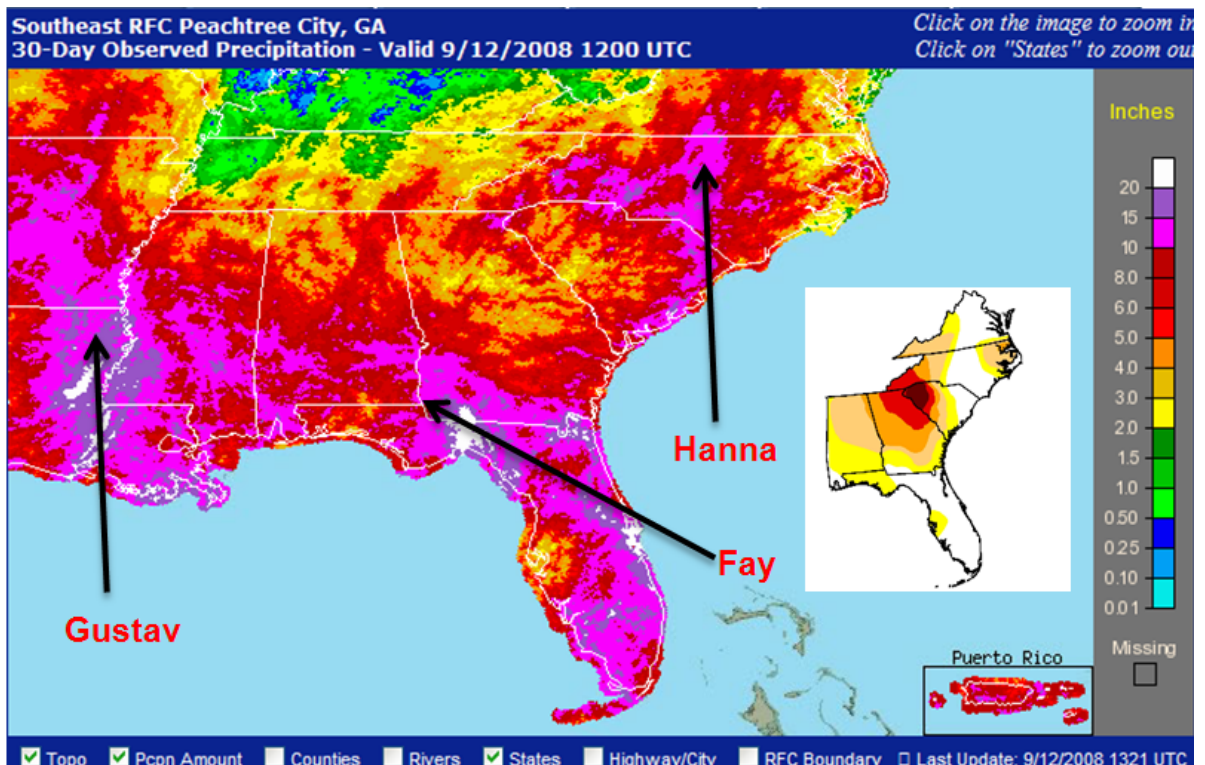 Southeast RFC Peachtree City, GA
30-Day Observed Precipitation - Valid 9/12/2008 1200 UTC
Click on the image to zoom in
Click on "States" to zoom out
Inches
20
15
10
8.0
6.0
5.0
4.0
3.0
2.0
1.5
1.0
0.50
0.25
0.10
0.01
Missing
Hanna
Fay
Gustav
Puerto Rico
Topo Pcpn Amount Counties Rivers States Highway/City RFC Boundary Last Update: 9/12/2008 1321 UTC